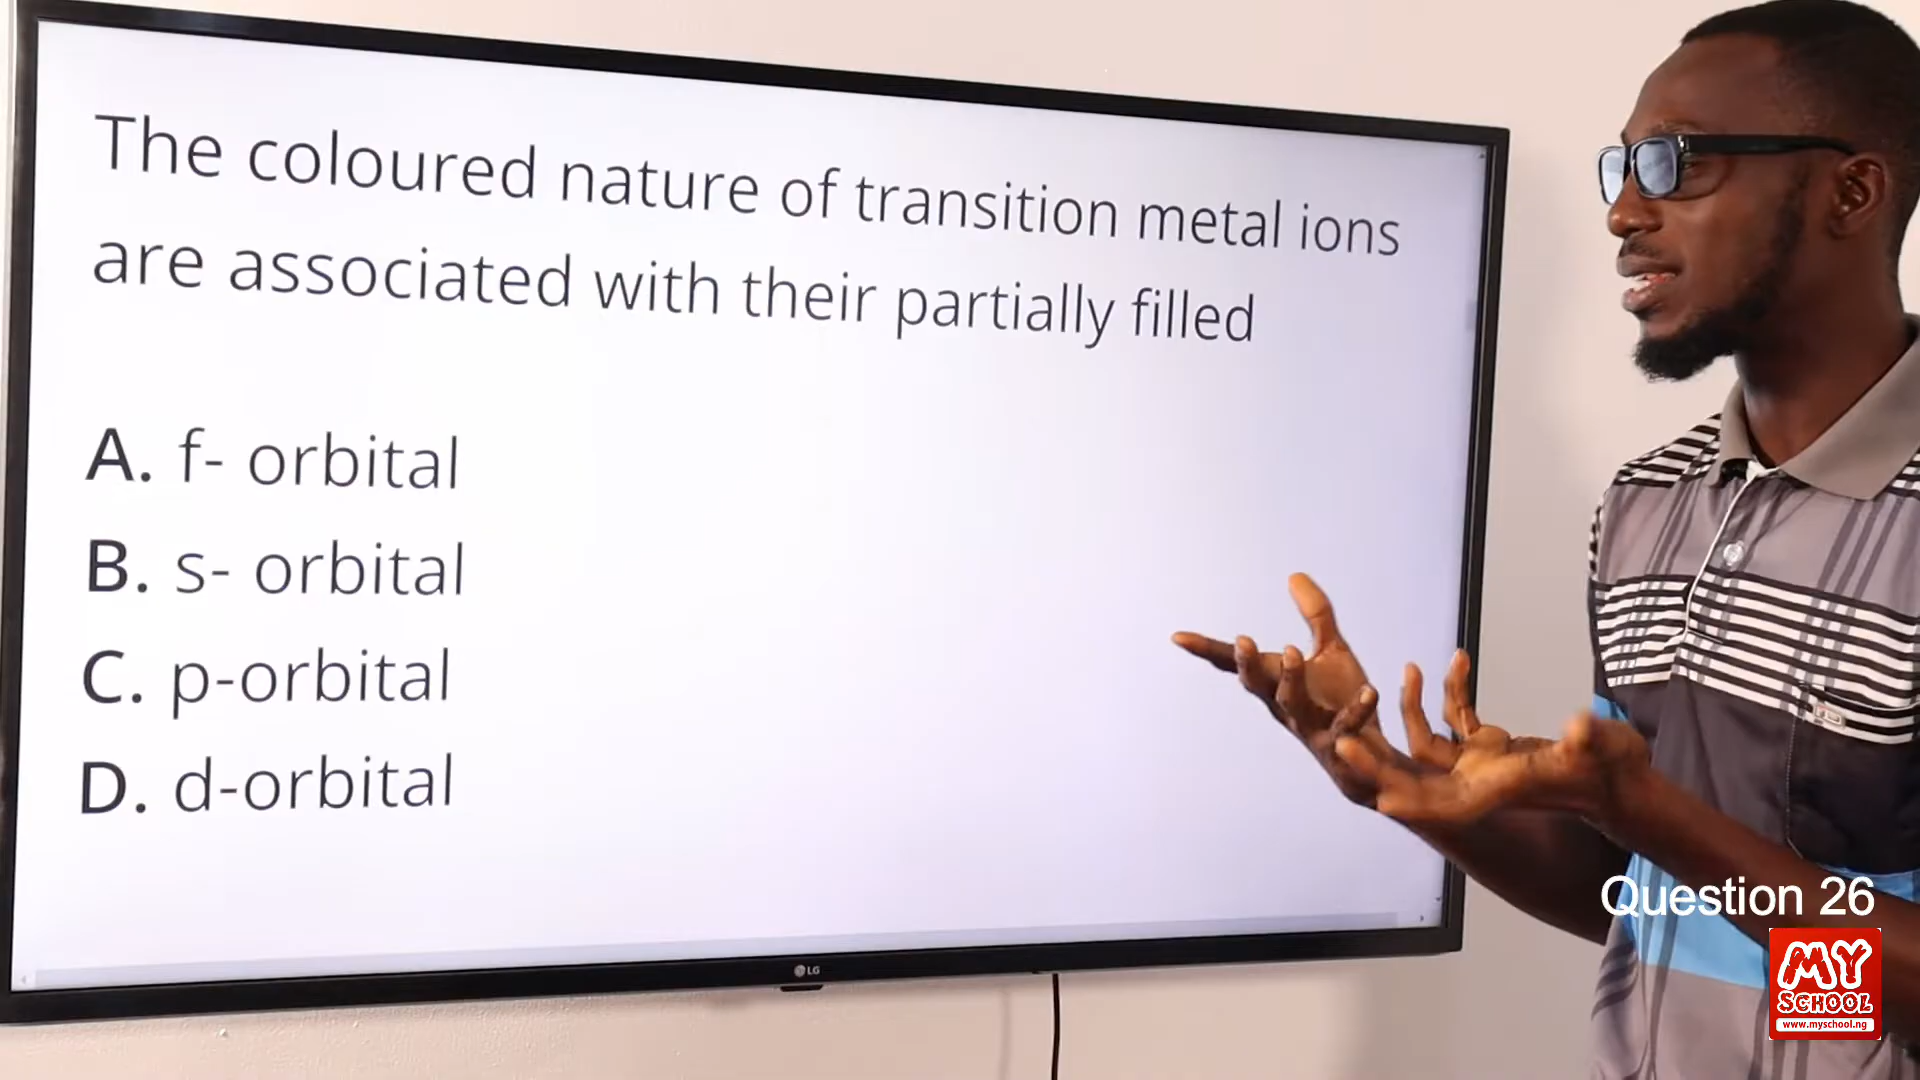 The coloured nature of transition metal ions
are associated with their partially filled
A. f- orbital
B. s- orbital
C. p-orbital
D. d-orbital
LG
Question 26
MY
SCHOOL
www.myschool.ng